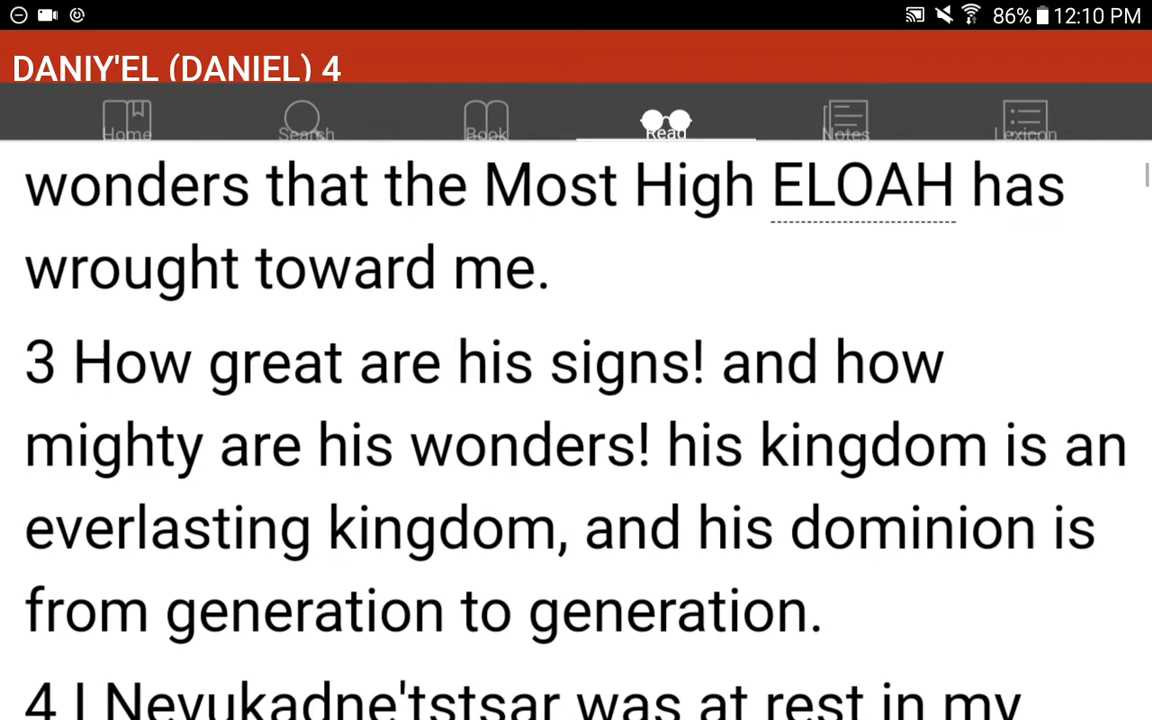 86% 12:10 PM
DANIY'EL (DANIEL) 4
Home Search Book Read Notes Lexicon
wonders that the Most High ELOAH has
wrought toward me.
3 How great are his signs! and how
mighty are his wonders! his kingdom is an
everlasting kingdom, and his dominion is
from generation to generation.
4 I Nevukadne'tstsar was at rest in my